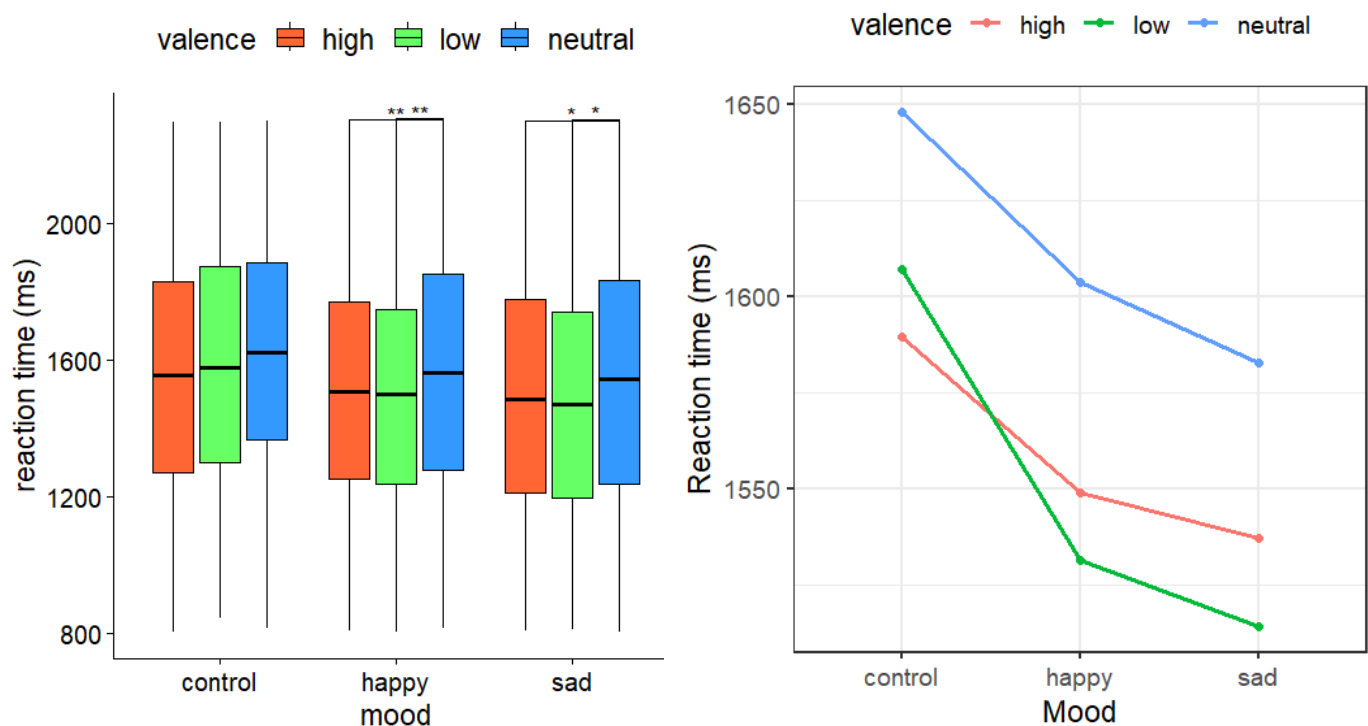 valence high low neutral
** **
* *
2000
1600
1200
800
reaction time (ms)
control happy sad
mood
valence high low neutral
1650
1600
1550
Reaction time (ms)
control happy sad
Mood